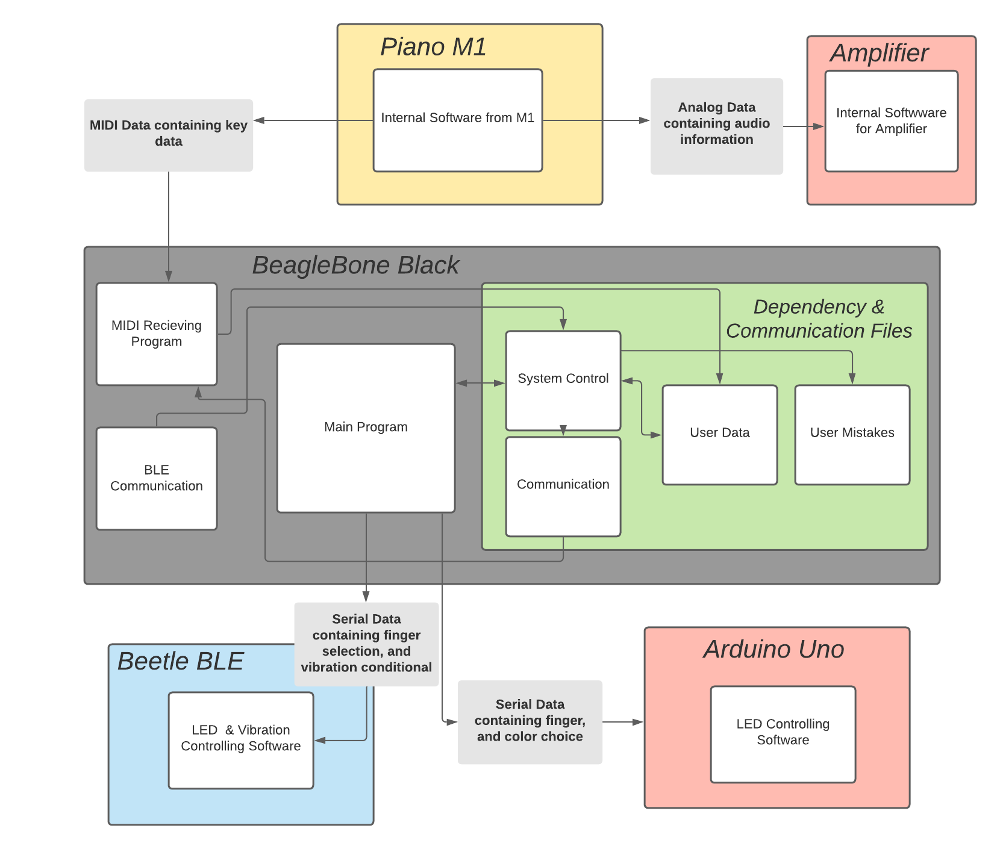 Piano M1
Internal Software from M1
Amplifier
Internal Softwware
for Amplifier
MIDI Data containing key
data
Analog Data
containing audio
information
BeagleBone Black
MIDI Recieving
Program
BLE
Communication
Main Program
Dependency &
Communication Files
System Control
Communication
User Data
User Mistakes
Serial Data
containing finger
selection, and
vibration conditional
Beetle BLE
LED  & Vibration
Controlling Software
Serial Data
containing finger,
and color choice
Arduino Uno
LED Controlling
Software